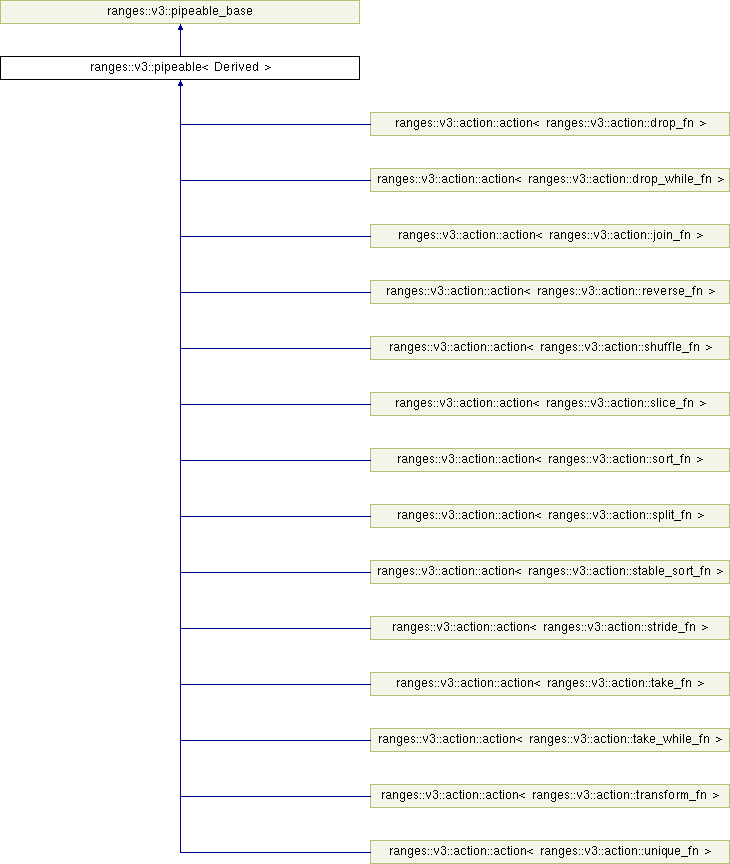 ranges::v3::pipeable_base
ranges::v3::pipeable< Derived >
ranges::v3::action::action< ranges::v3::action::drop_fn >
ranges::v3::action::action< ranges::v3::action::drop_while_fn >
ranges::v3::action::action< ranges::v3::action::join_fn >
ranges::v3::action::action< ranges::v3::action::reverse_fn >
ranges::v3::action::action< ranges::v3::action::shuffle_fn >
ranges::v3::action::action< ranges::v3::action::slice_fn >
ranges::v3::action::action< ranges::v3::action::sort_fn >
ranges::v3::action::action< ranges::v3::action::split_fn >
ranges::v3::action::action< ranges::v3::action::stable_sort_fn >
ranges::v3::action::action< ranges::v3::action::stride_fn >
ranges::v3::action::action< ranges::v3::action::take_fn >
ranges::v3::action::action< ranges::v3::action::take_while_fn >
ranges::v3::action::action< ranges::v3::action::transform_fn >
ranges::v3::action::action< ranges::v3::action::unique_fn >